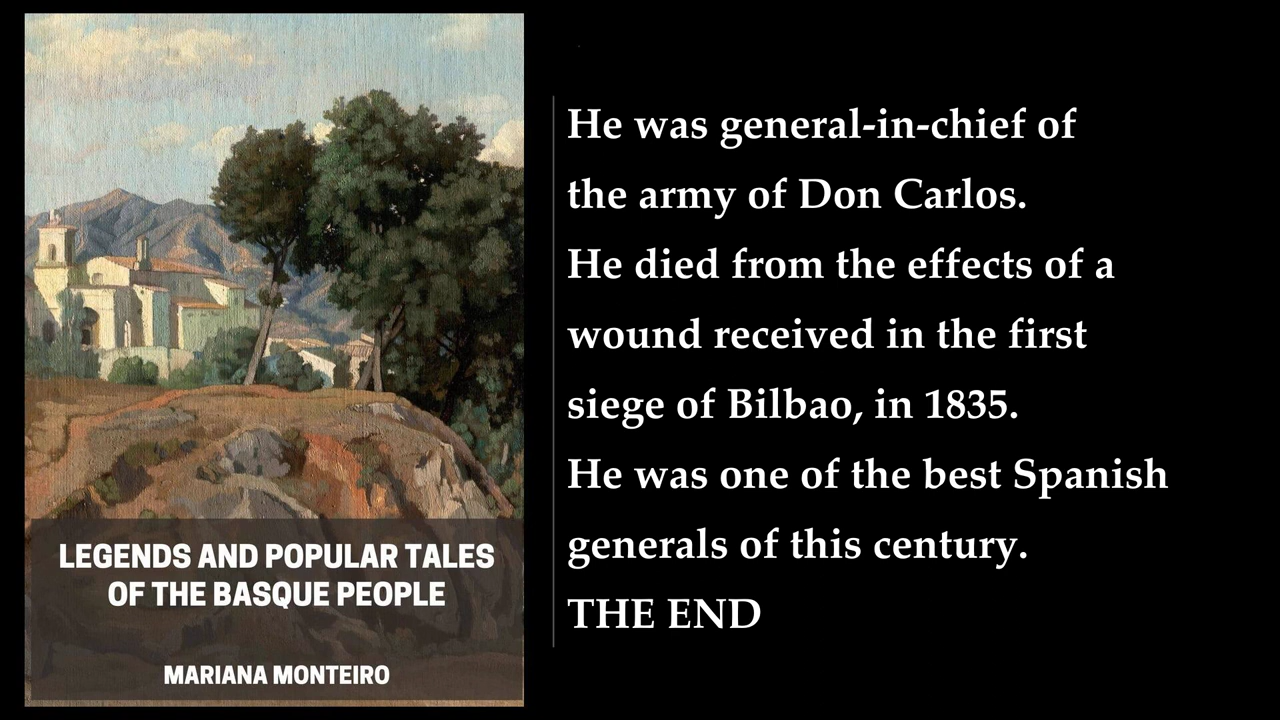 LEGENDS AND POPULAR TALES
OF THE BASQUE PEOPLE
MARIANA MONTEIRO
He was general-in-chief of
the army of Don Carlos.
He died from the effects of a
wound received in the first
siege of Bilbao, in 1835.
He was one of the best Spanish
generals of this century.
THE END